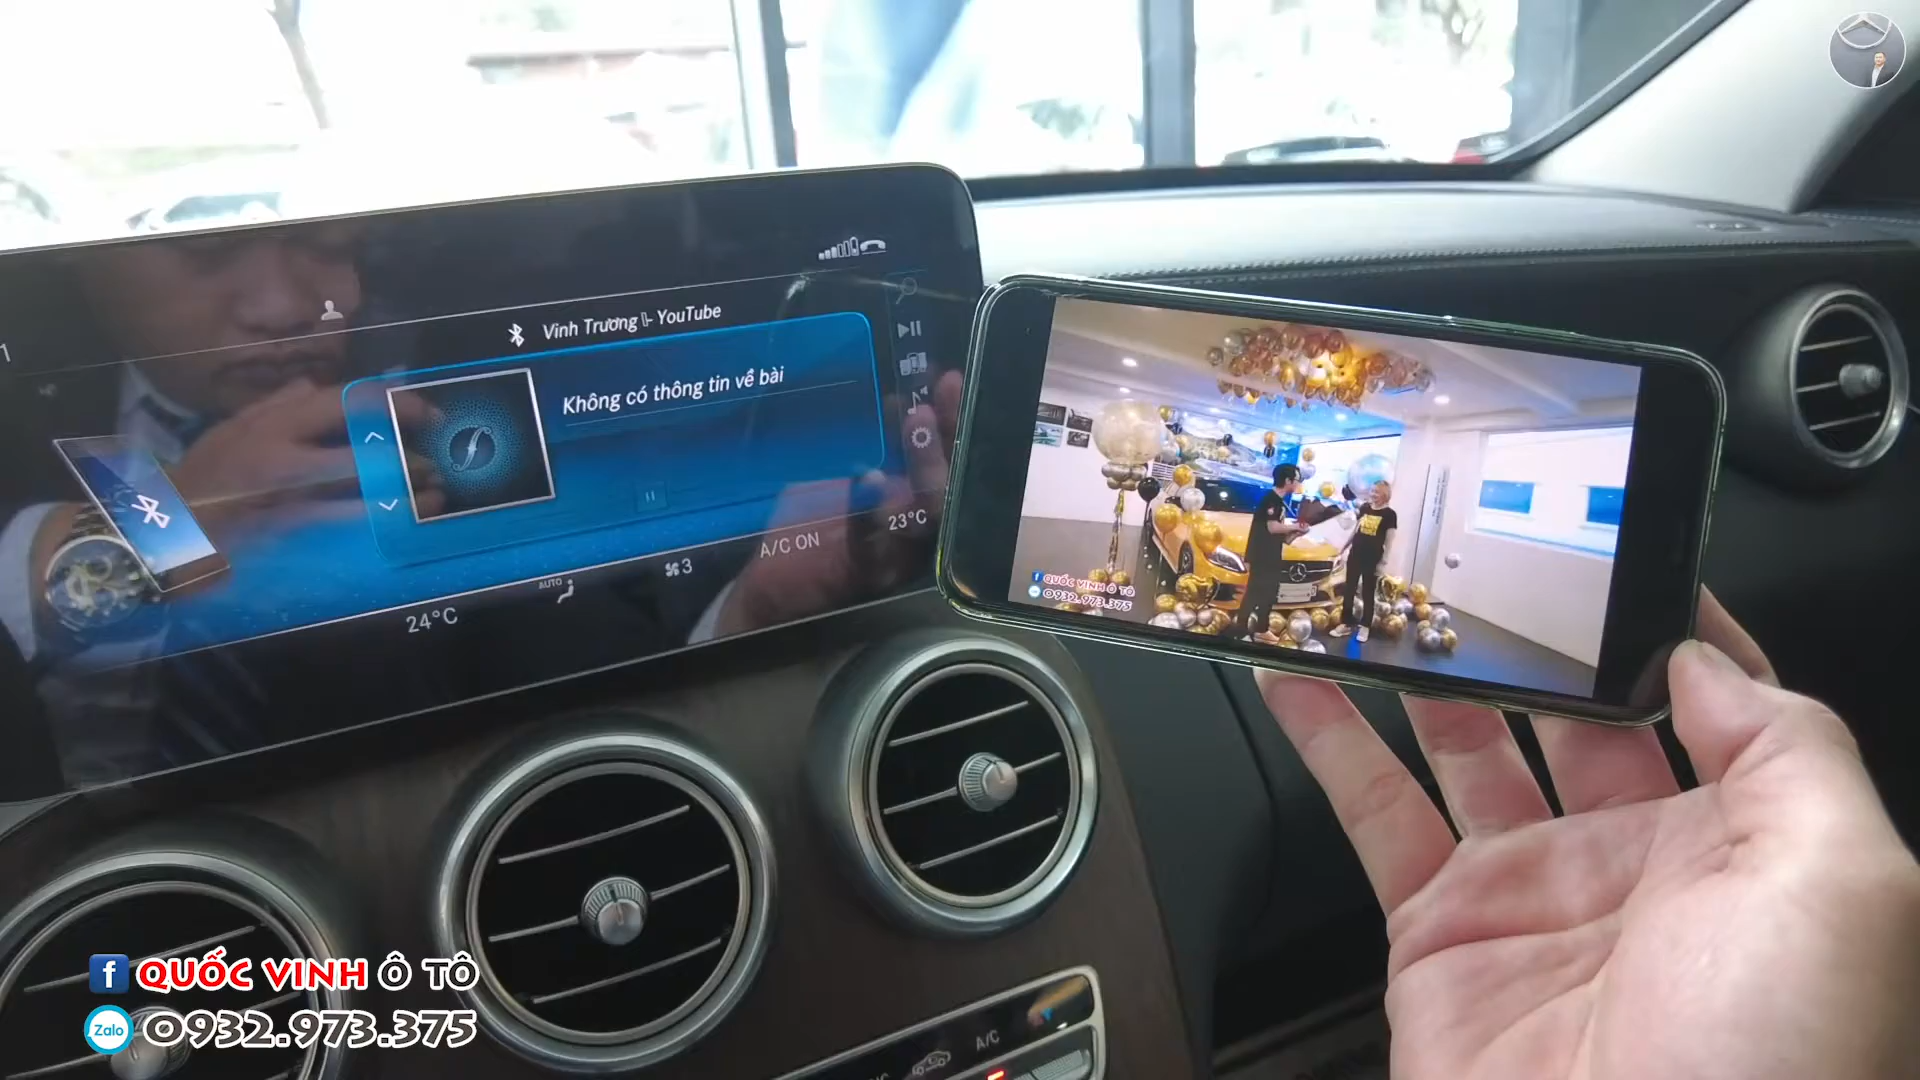 Vinh Trương - YouTube
Không có thông tin về bài
23°C
A/C ON
3
AUTO
24°C
QUỐC VINH Ô TÔ
0932.973.375
A/C
f QUỐC VINH Ô TÔ
Zalo 0932.973.375